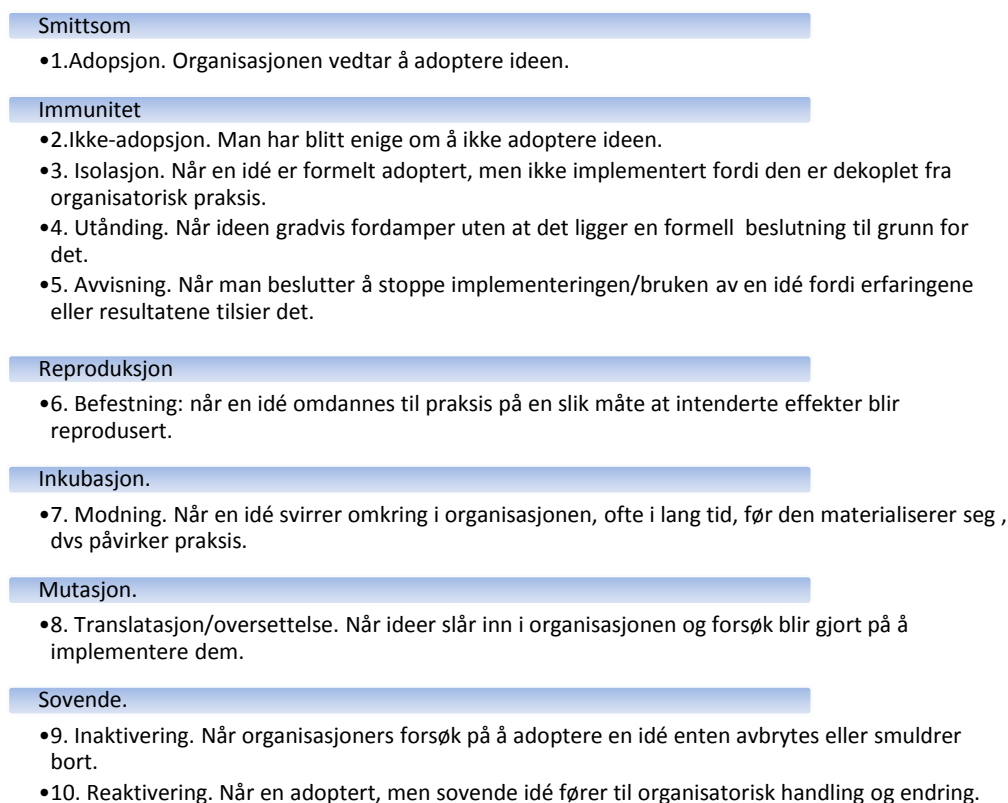 Smittsom
•1.Adopsjon. Organisasjonen vedtar å adoptere ideen.
Immunitet
•2.Ikke-adopsjon. Man har blitt enige om å ikke adoptere ideen.
•3. Isolasjon. Når en idé er formelt adoptert, men ikke implementert fordi den er dekoplet fra
organisatorisk praksis.
•4. Utånding. Når ideen gradvis fordamper uten at det ligger en formell  beslutning til grunn for
det.
•5. Avvisning. Når man beslutter å stoppe implementeringen/bruken av en idé fordi erfaringene
eller resultatene tilsier det.
Reproduksjon
•6. Befestning: når en idé omdannes til praksis på en slik måte at intenderte effekter blir
reprodusert.
Inkubasjon.
•7. Modning. Når en idé svirrer omkring i organisasjonen, ofte i lang tid, før den materialiserer seg ,
dvs påvirker praksis.
Mutasjon.
•8. Translatasjon/oversettelse. Når ideer slår inn i organisasjonen og forsøk blir gjort på å
implementere dem.
Sovende.
•9. Inaktivering. Når organisasjoners forsøk på å adoptere en idé enten avbrytes eller smuldrer
bort.
•10. Reaktivering. Når en adoptert, men sovende idé fører til organisatorisk handling og endring.